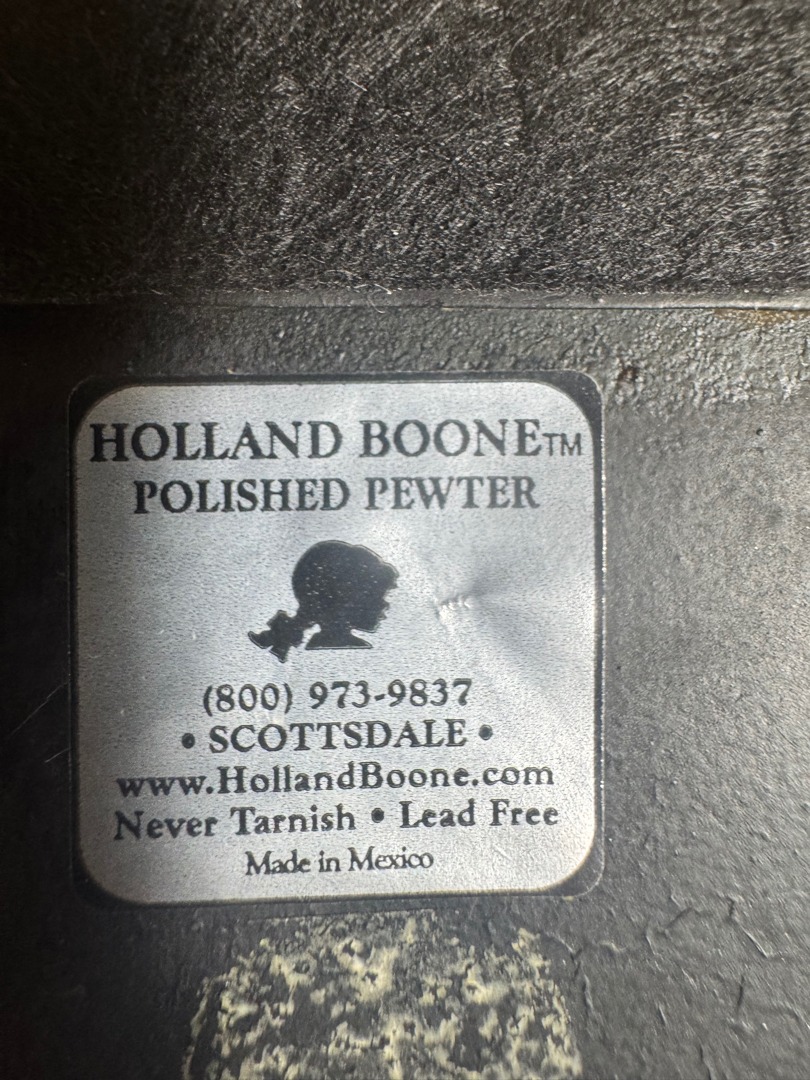 HOLLAND BOONE™
POLISHED PEWTER
(800) 973-9837
• SCOTTSDALE •
www.HollandBoone.com
Never Tarnish • Lead Free
Made in Mexico